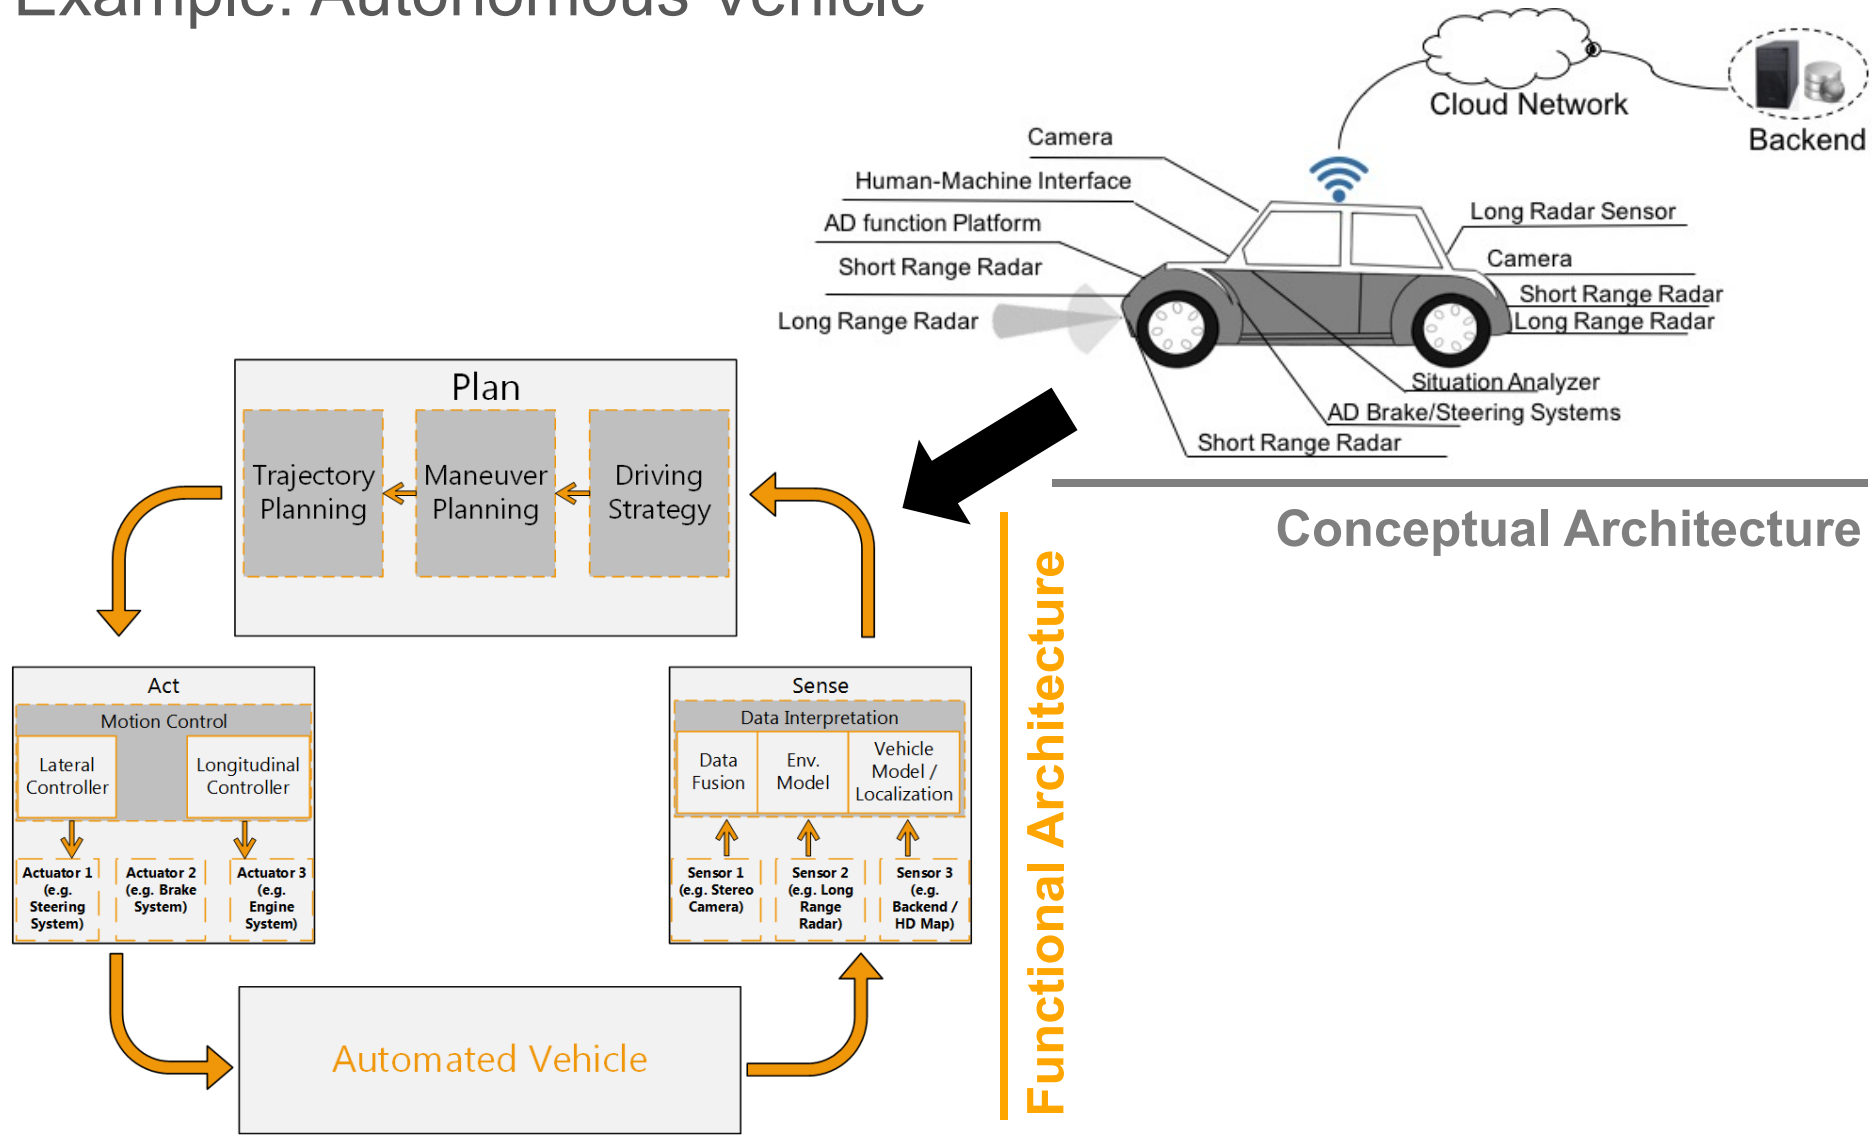 Example: Autonomous Vehicle
Cloud Network
Backend
Camera
Human-Machine Interface
AD function Platform
Short Range Radar
Long Range Radar
Long Radar Sensor
Camera
Short Range Radar
Long Range Radar
Situation Analyzer
AD Brake/Steering Systems
Short Range Radar
Conceptual Architecture
Functional Architecture
Plan
Trajectory
Planning
Maneuver
Planning
Driving
Strategy
Act
Motion Control
Lateral
Controller
Longitudinal
Controller
Actuator 1
(e.g.
Steering
System)
Actuator 2
(e.g. Brake
System)
Actuator 3
(e.g.
Engine
System)
Sense
Data Interpretation
Data
Fusion
Env.
Model
Vehicle
Model /
Localization
Sensor 1
(e.g. Stereo
Camera)
Sensor 2
(e.g. Long
Range
Radar)
Sensor 3
(e.g.
Backend /
HD Map)
Automated Vehicle